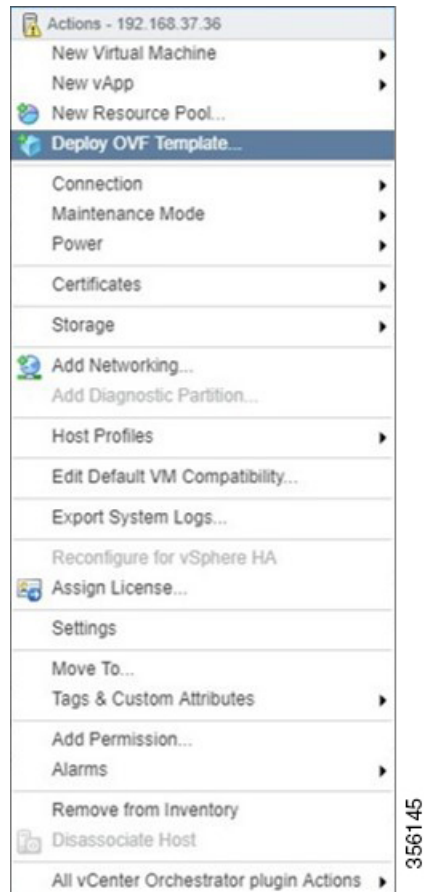 Actions - 192.168.37.36
New Virtual Machine
New vApp
New Resource Pool...
Deploy OVF Template...
Connection
Maintenance Mode
Power
Certificates
Storage
Add Networking...
Add Diagnostic Partition...
Host Profiles
Edit Default VM Compatibility...
Export System Logs...
Reconfigure for vSphere HA
Assign License...
Settings
Move To...
Tags & Custom Attributes
Add Permission...
Alarms
Remove from Inventory
Disassociate Host
All vCenter Orchestrator plugin Actions
356145